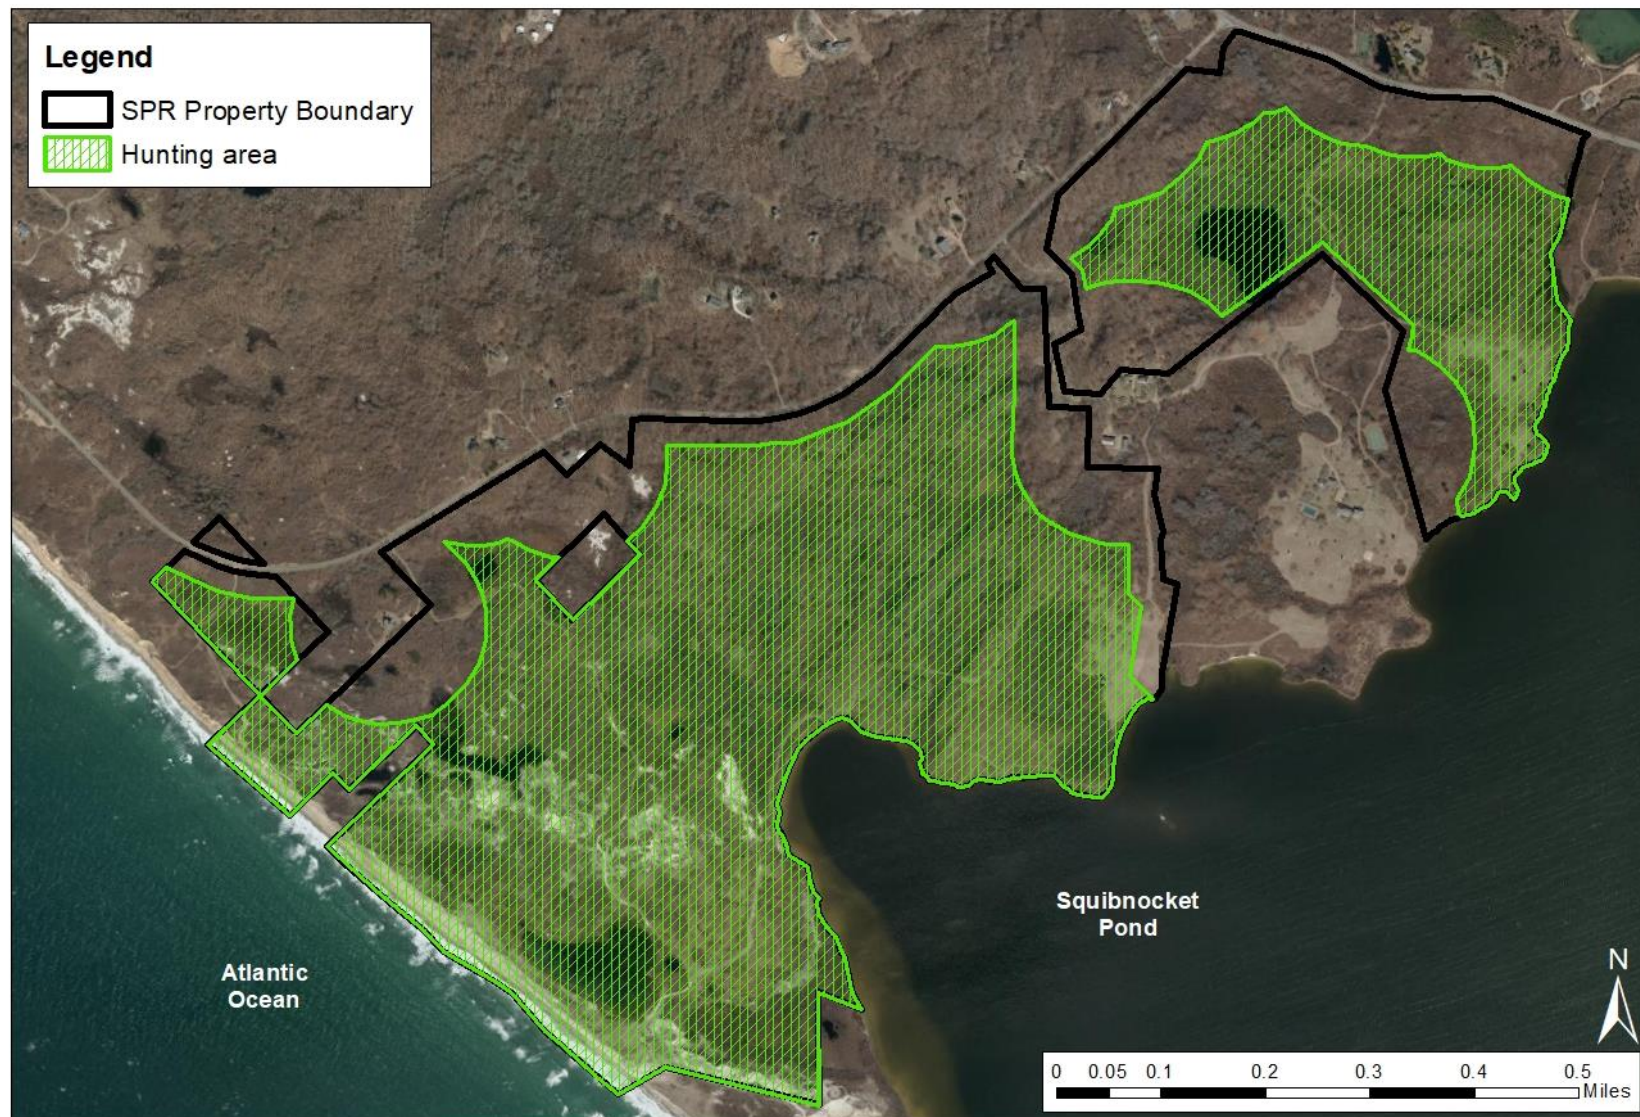 Legend
SPR Property Boundary
Hunting area
Squibnocket
Pond
Atlantic
Ocean
N
0 0.05 0.1 0.2 0.3 0.4 0.5
Miles